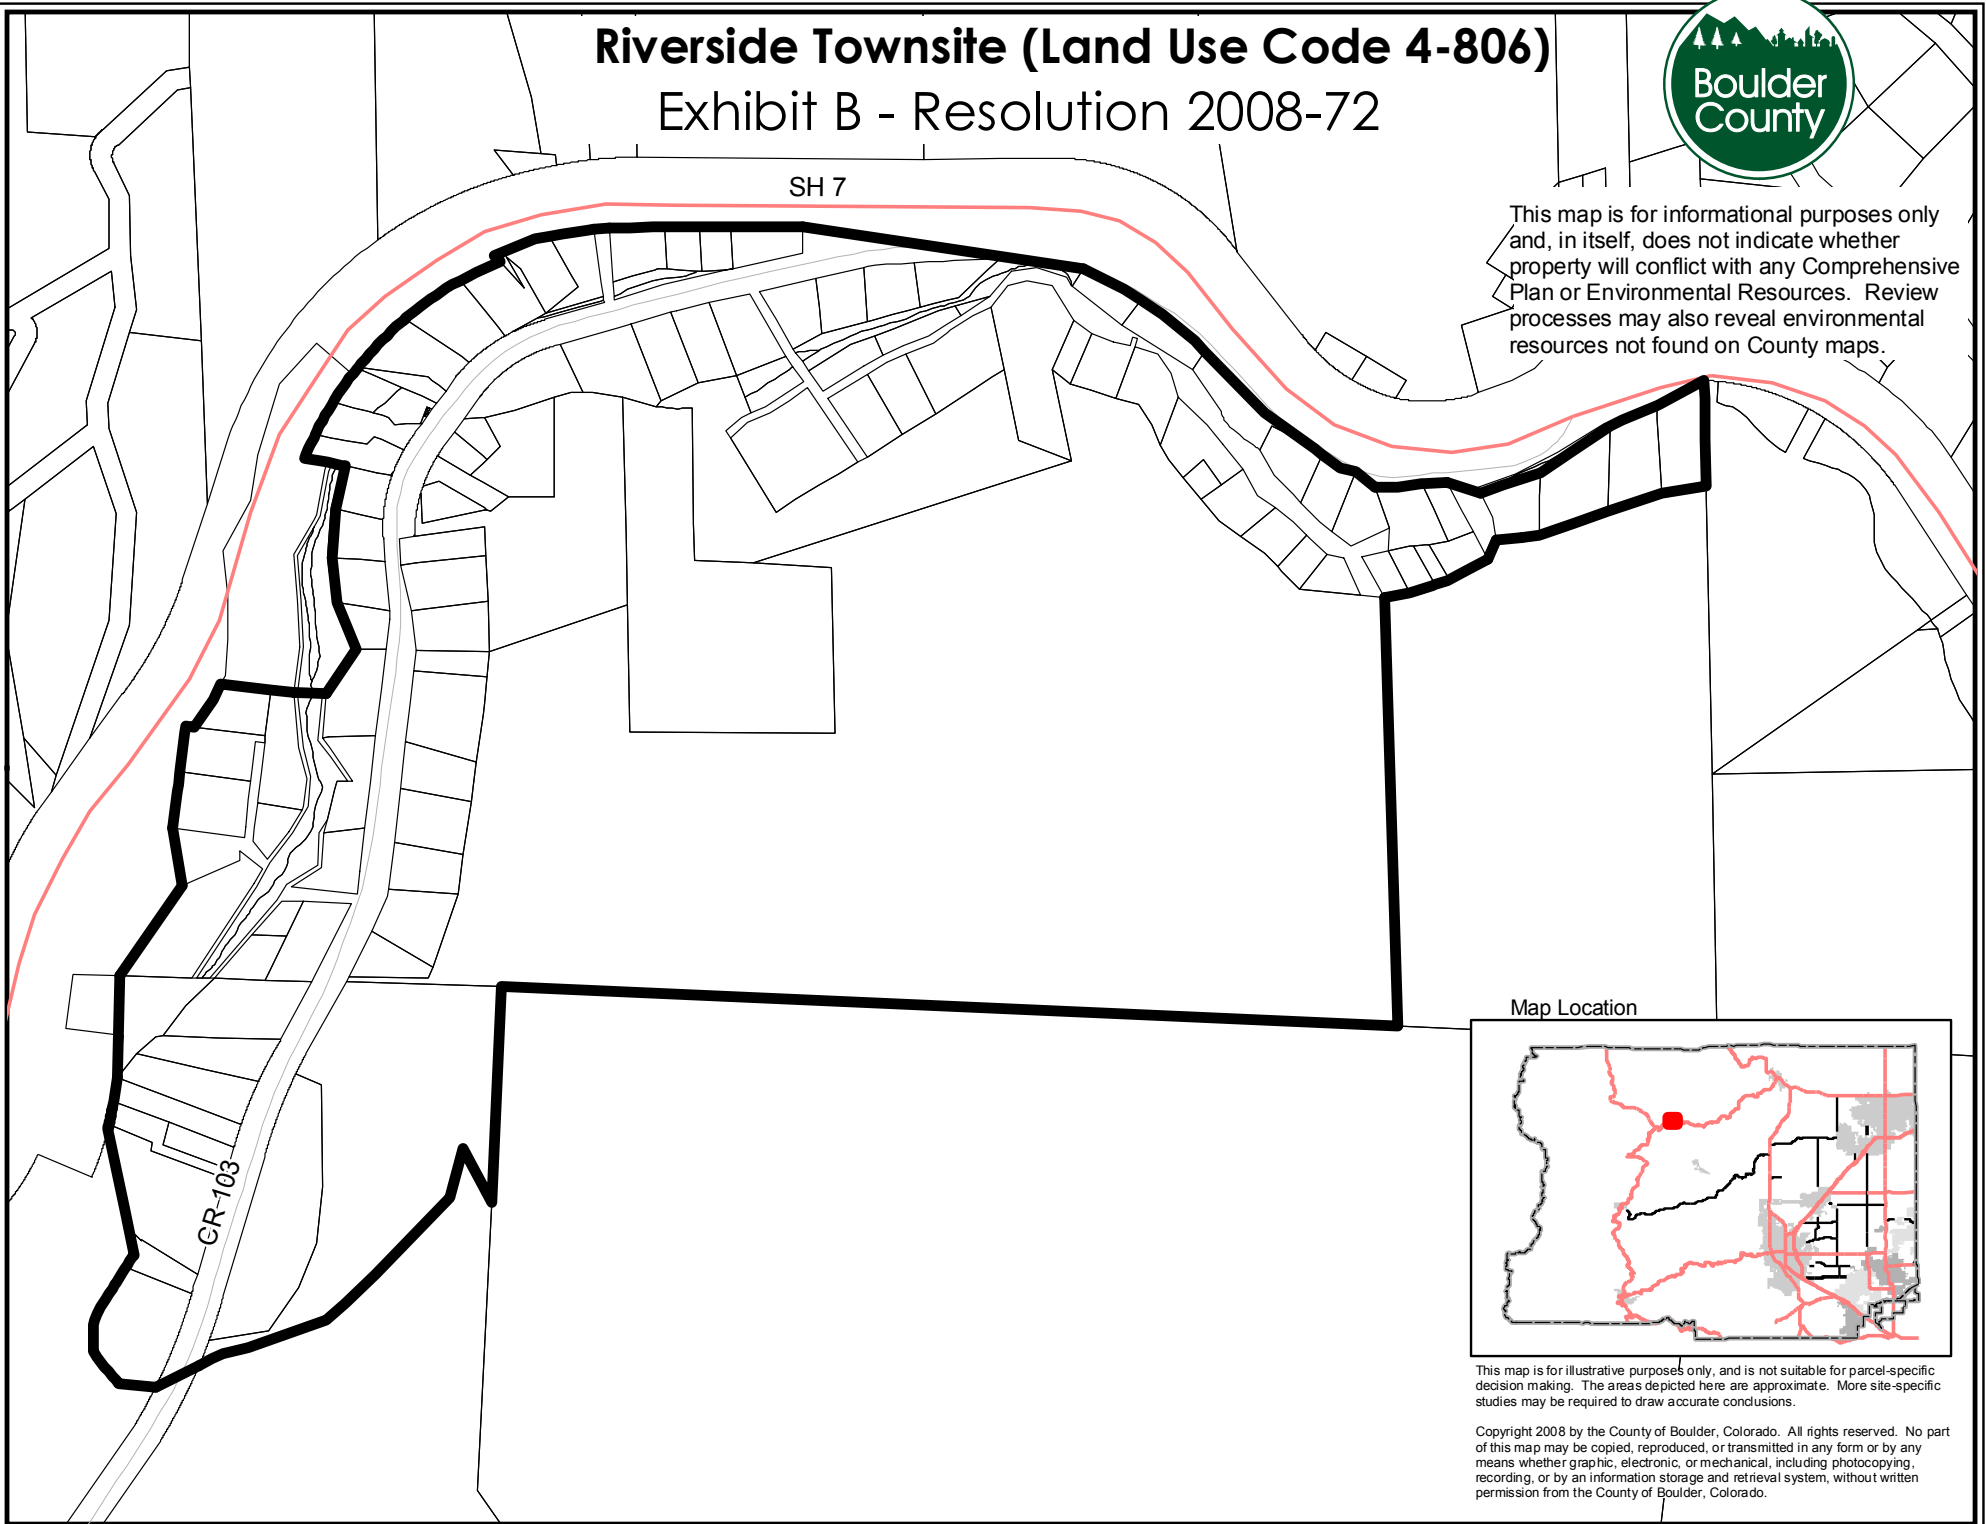 Riverside Townsite (Land Use Code 4-806)
Exhibit B - Resolution 2008-72
Boulder
County
SH 7
This map is for informational purposes only
and, in itself, does not indicate whether
property will conflict with any Comprehensive
Plan or Environmental Resources. Review
processes may also reveal environmental
resources not found on County maps.
CR 103
Map Location
This map is for illustrative purposes only, and is not suitable for parcel-specific
decision making. The areas depicted here are approximate. More site-specific
studies may be required to draw accurate conclusions.
Copyright 2008 by the County of Boulder, Colorado. All rights reserved. No part
of this map may be copied, reproduced, or transmitted in any form or by any
means whether graphic, electronic, or mechanical, including photocopying,
recording, or by an information storage and retrieval system, without written
permission from the County of Boulder, Colorado.